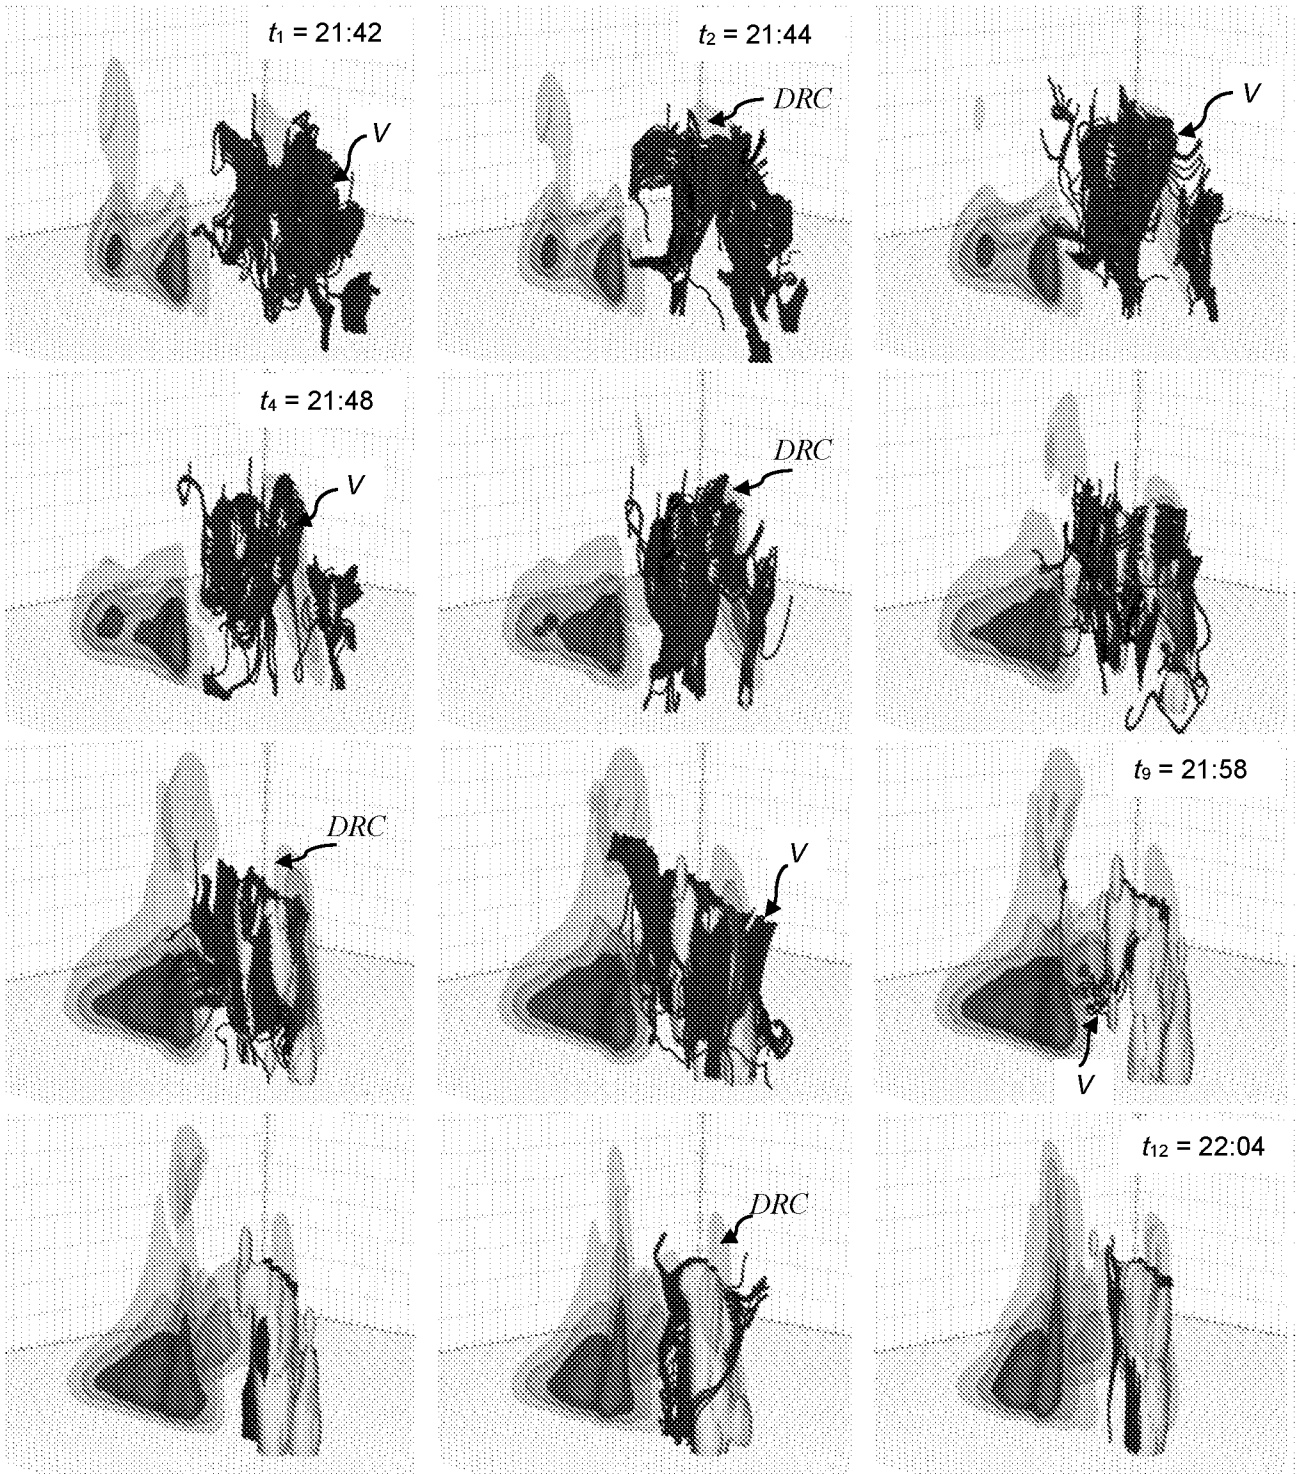 t₁ = 21:42
V
t₂ = 21:44
DRC
V
t₄ = 21:48
V
DRC
DRC
V
t₉ = 21:58
V
DRC
t₁₂ = 22:04